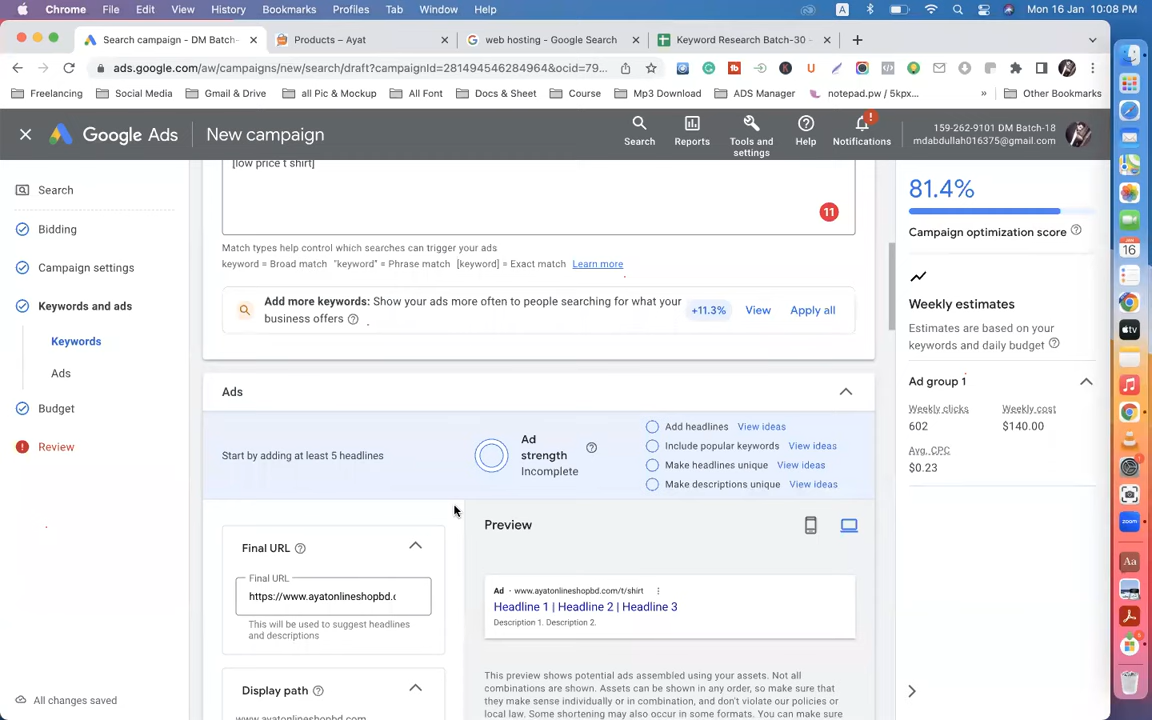 Chrome File Edit View History Bookmarks Profiles Tab Window Help A Mon 16 Jan 10:08 PM
Search campaign - DM Batch- Products – Ayat web hosting - Google Search Keyword Research Batch-30 -
ads.google.com/aw/campaigns/new/search/draft?campaignId=281494546284964&ocid=79...
Freelancing Social Media Gmail & Drive all Pic & Mockup All Font Docs & Sheet Course Mp3 Download ADS Manager notepad.pw / 5kpx... » Other Bookmarks
Google Ads New campaign
Search Reports Tools and settings Help Notifications
159-262-9101 DM Batch-18
mdabdullah016375@gmail.com
Search
Bidding
Campaign settings
Keywords and ads
Keywords
Ads
Budget
Review
All changes saved
[low price t shirt]
11
Match types help control which searches can trigger your ads
keyword = Broad match "keyword" = Phrase match [keyword] = Exact match Learn more
Add more keywords: Show your ads more often to people searching for what your
business offers
+11.3% View Apply all
Ads
Start by adding at least 5 headlines
Ad
strength
Incomplete
Add headlines View ideas
Include popular keywords View ideas
Make headlines unique View ideas
Make descriptions unique View ideas
Final URL
Final URL
https://www.ayatonlineshopbd.c
This will be used to suggest headlines
and descriptions
Display path
www.ayatonlineshopbd.com
Preview
Ad · www.ayatonlineshopbd.com/t/shirt
Headline 1 | Headline 2 | Headline 3
Description 1. Description 2.
This preview shows potential ads assembled using your assets. Not all
combinations are shown. Assets can be shown in any order, so make sure that
they make sense individually or in combination, and don't violate our policies or
local law. Some shortening may also occur in some formats. You can make sure
81.4%
Campaign optimization score
Weekly estimates
Estimates are based on your
keywords and daily budget
Ad group 1
Weekly clicks Weekly cost
602 $140.00
Avg. CPC
$0.23